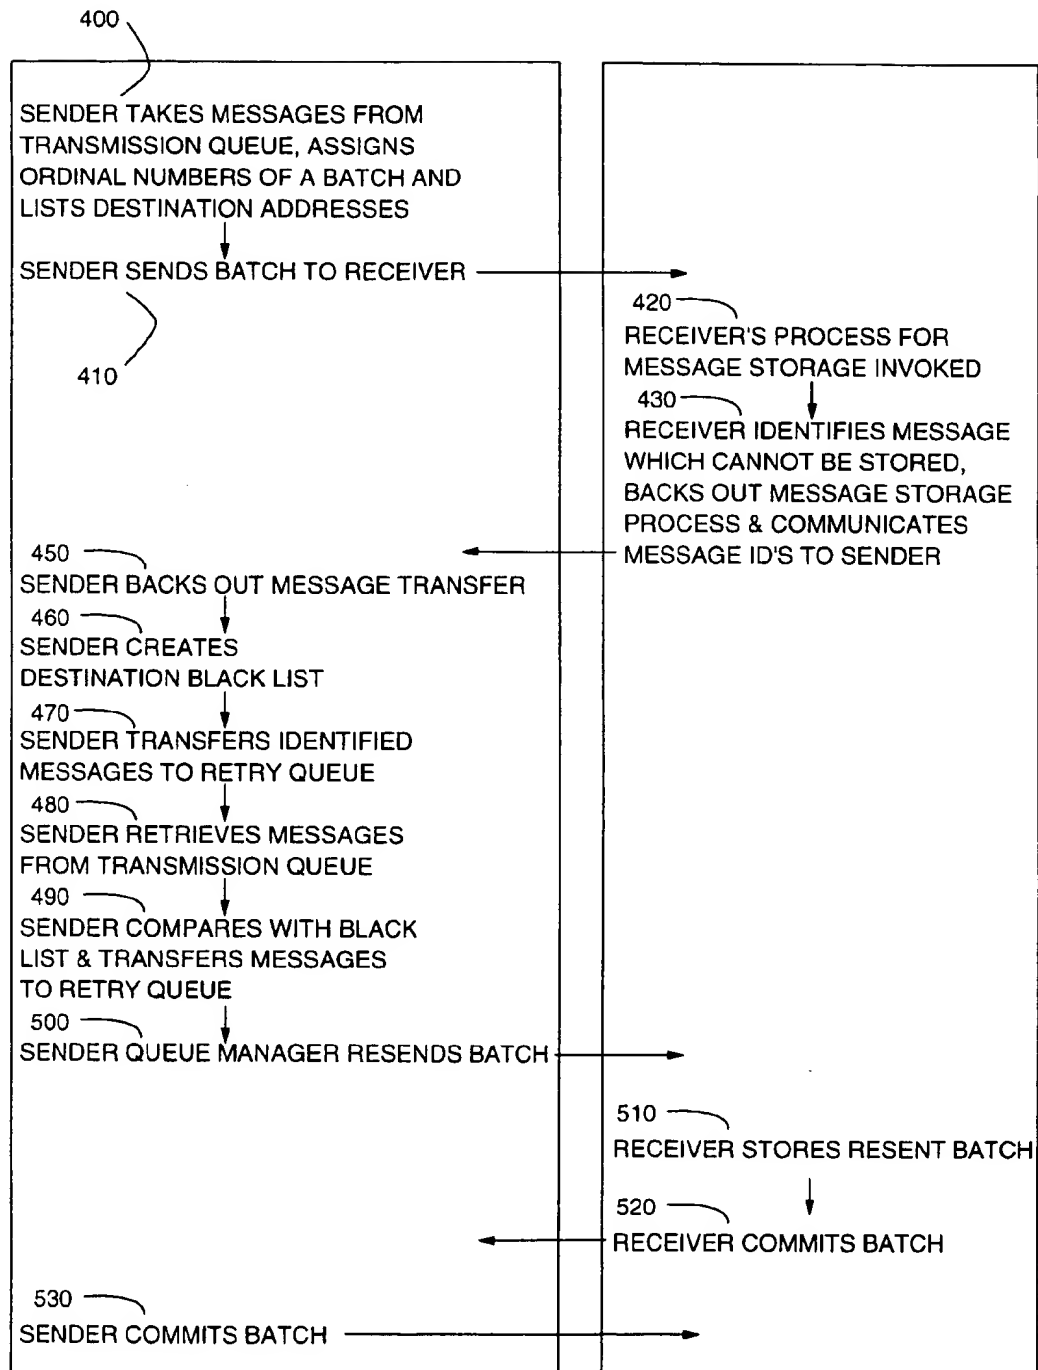 400
SENDER TAKES MESSAGES FROM
TRANSMISSION QUEUE, ASSIGNS
ORDINAL NUMBERS OF A BATCH AND
LISTS DESTINATION ADDRESSES
SENDER SENDS BATCH TO RECEIVER
410
420
RECEIVER'S PROCESS FOR
MESSAGE STORAGE INVOKED
430
RECEIVER IDENTIFIES MESSAGE
WHICH CANNOT BE STORED,
BACKS OUT MESSAGE STORAGE
PROCESS & COMMUNICATES
MESSAGE ID'S TO SENDER
450
SENDER BACKS OUT MESSAGE TRANSFER
460
SENDER CREATES
DESTINATION BLACK LIST
470
SENDER TRANSFERS IDENTIFIED
MESSAGES TO RETRY QUEUE
480
SENDER RETRIEVES MESSAGES
FROM TRANSMISSION QUEUE
490
SENDER COMPARES WITH BLACK
LIST & TRANSFERS MESSAGES
TO RETRY QUEUE
500
SENDER QUEUE MANAGER RESENDS BATCH
510
RECEIVER STORES RESENT BATCH
520
RECEIVER COMMITS BATCH
530
SENDER COMMITS BATCH